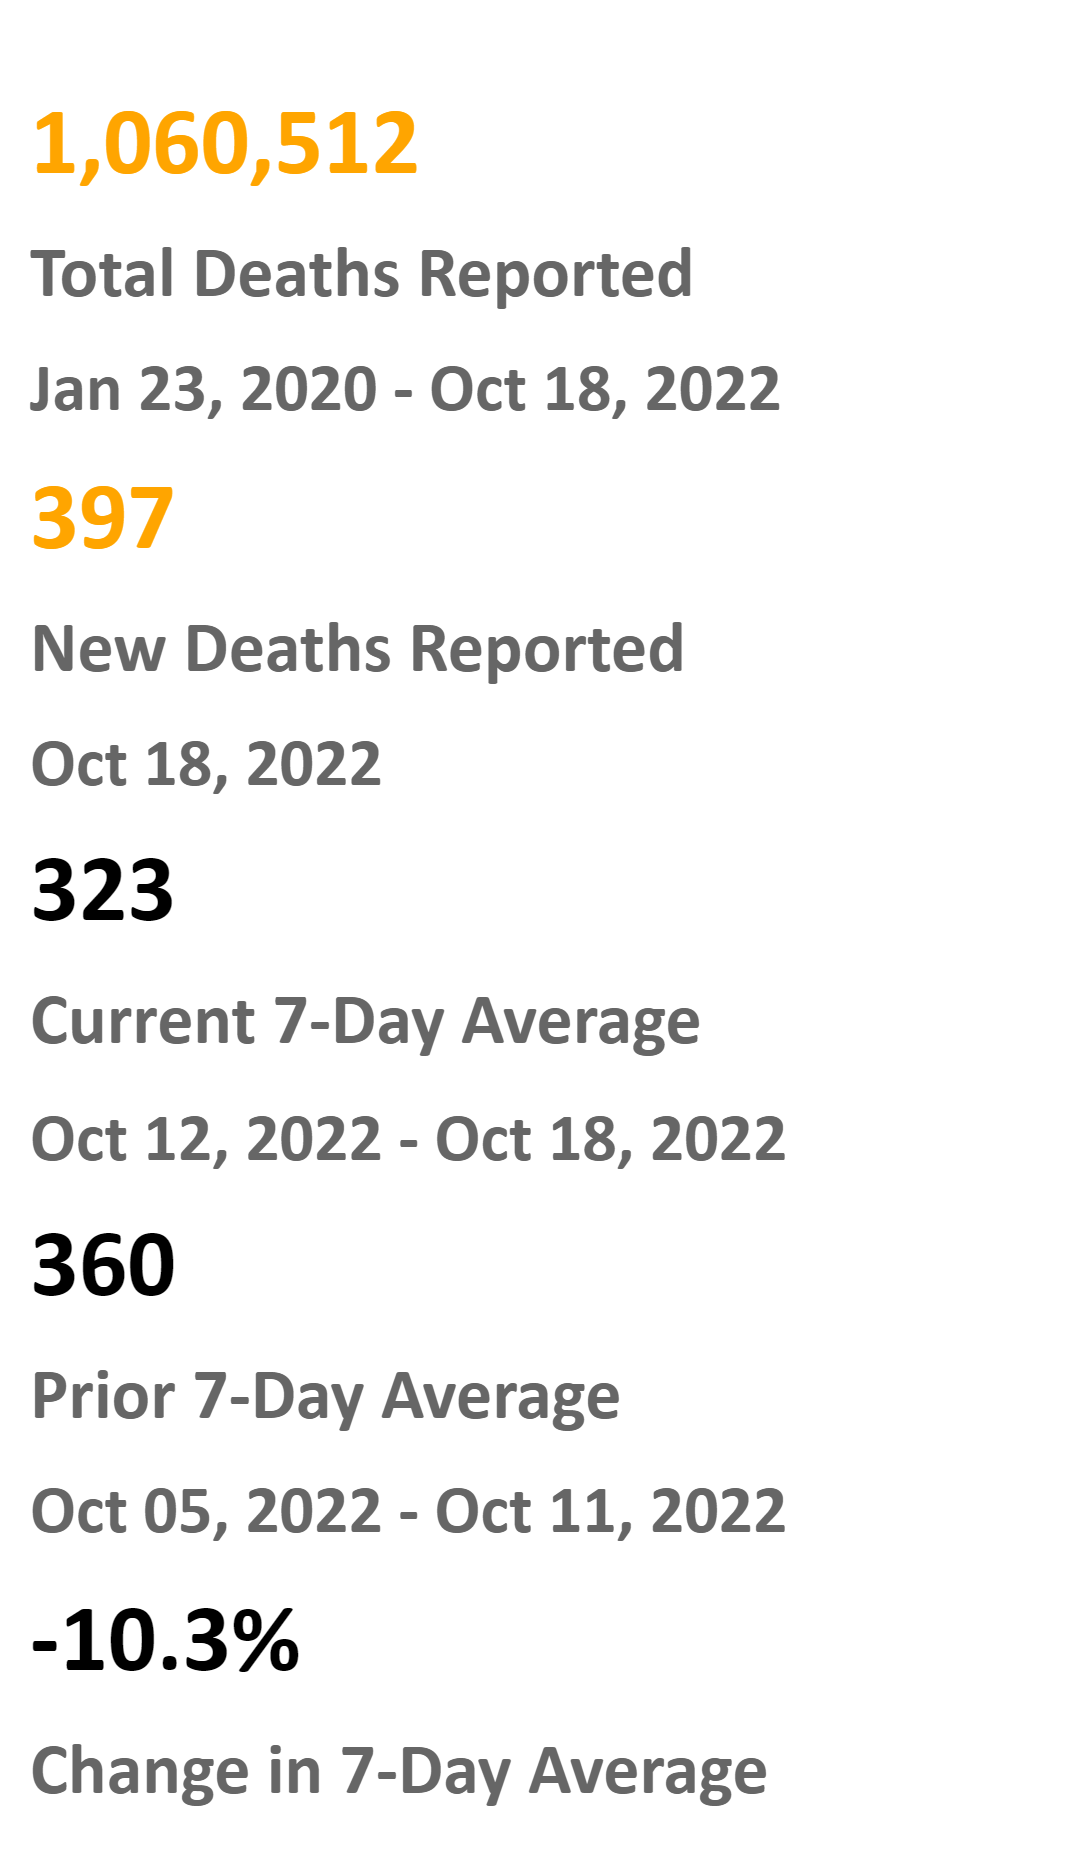 1,060,512
Total Deaths Reported
Jan 23, 2020 - Oct 18, 2022
397
New Deaths Reported
Oct 18, 2022
323
Current 7-Day Average
Oct 12, 2022 - Oct 18, 2022
360
Prior 7-Day Average
Oct 05, 2022 - Oct 11, 2022
-10.3%
Change in 7-Day Average